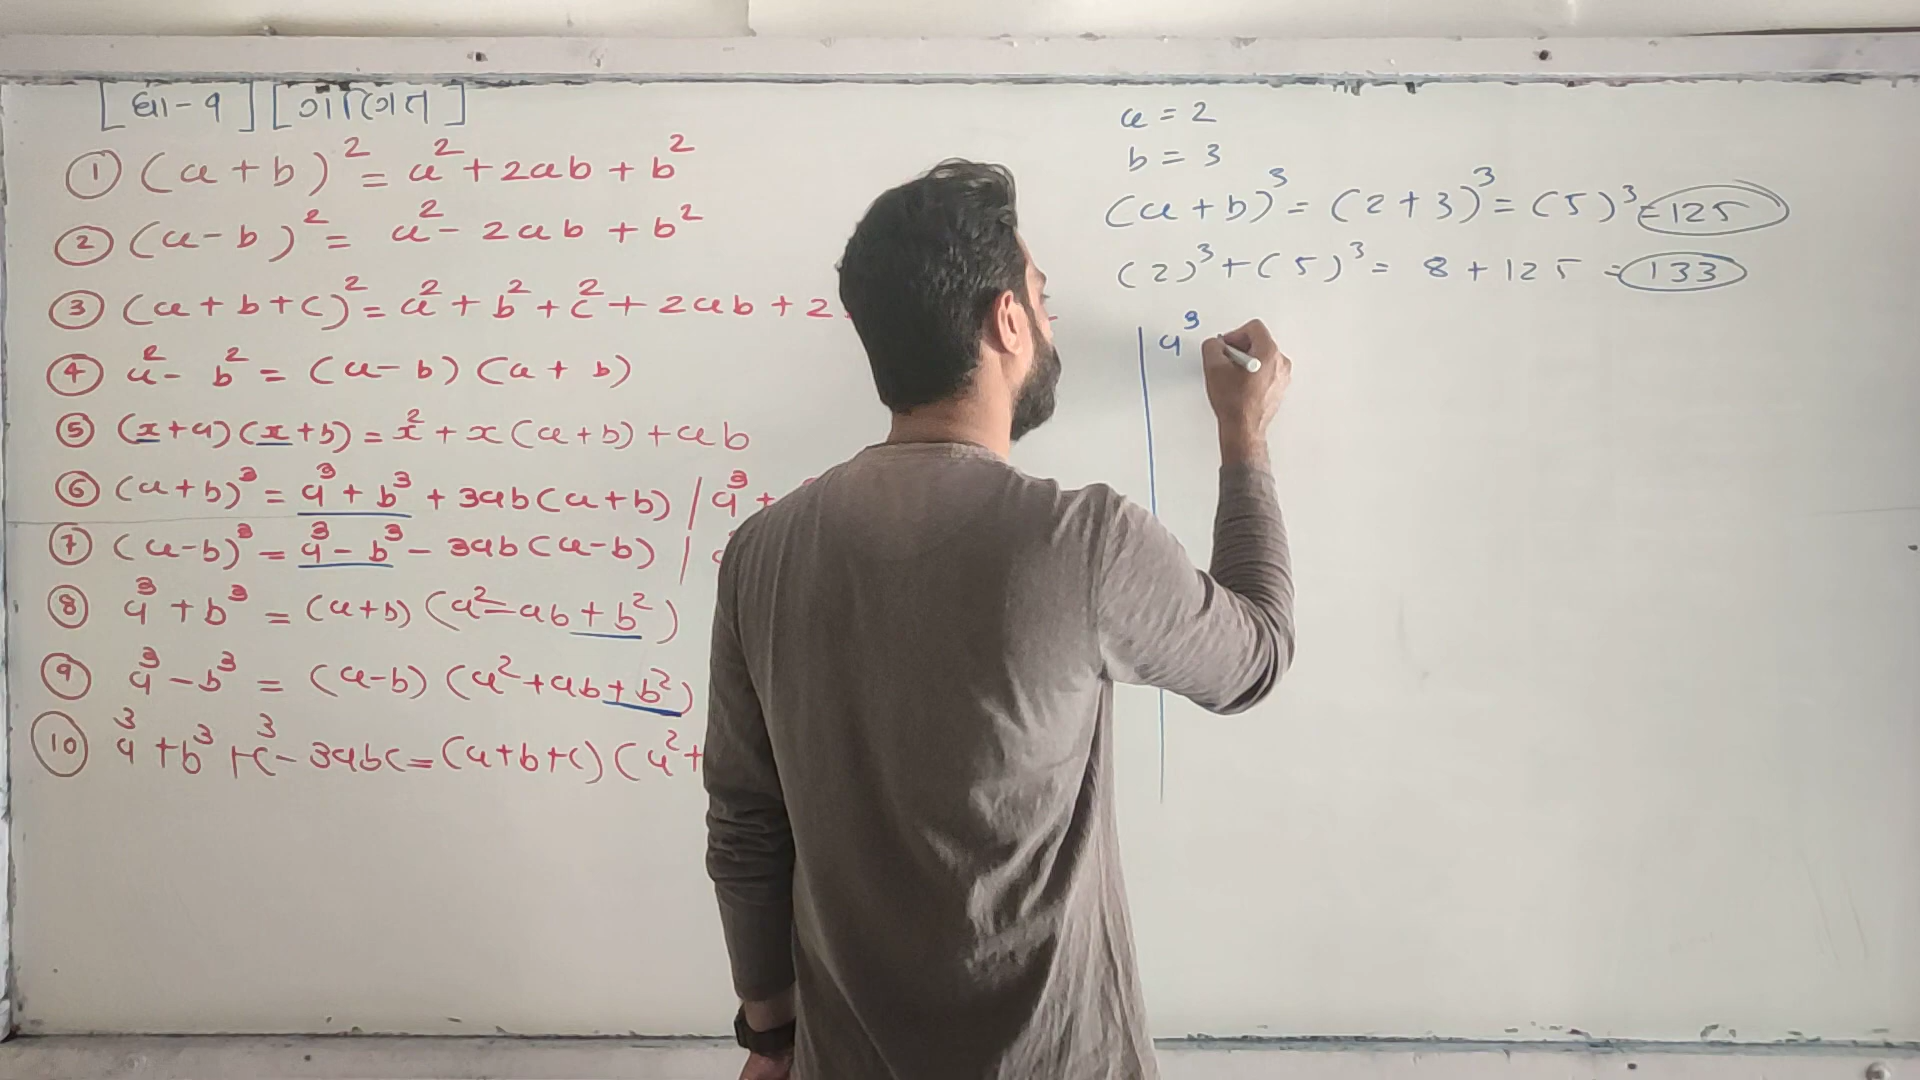 [ધો-૧] [ગણિત]
① (a+b)² = a² + 2ab + b²
② (a-b)² = a² - 2ab + b²
③ (a+b+c)² = a² + b² + c² + 2ab + 2
④ a² - b² = (a-b) (a+b)
⑤ (x+a)(x+b) = x² + x(a+b) + ab
⑥ (a+b)³ = a³ + b³ + 3ab(a+b) / a³ +
⑦ (a-b)³ = a³ - b³ - 3ab(a-b) /
⑧ a³ + b³ = (a+b) (a² - ab + b²)
⑨ a³ - b³ = (a-b) (a² + ab + b²)
⑩ a³ + b³ + c³ - 3abc = (a+b+c) (a² +
a = 2
b = 3
(a+b)³ = (2+3)³ = (5)³ = 125
(2)³ + (5)³ = 8 + 125 = 133
a³